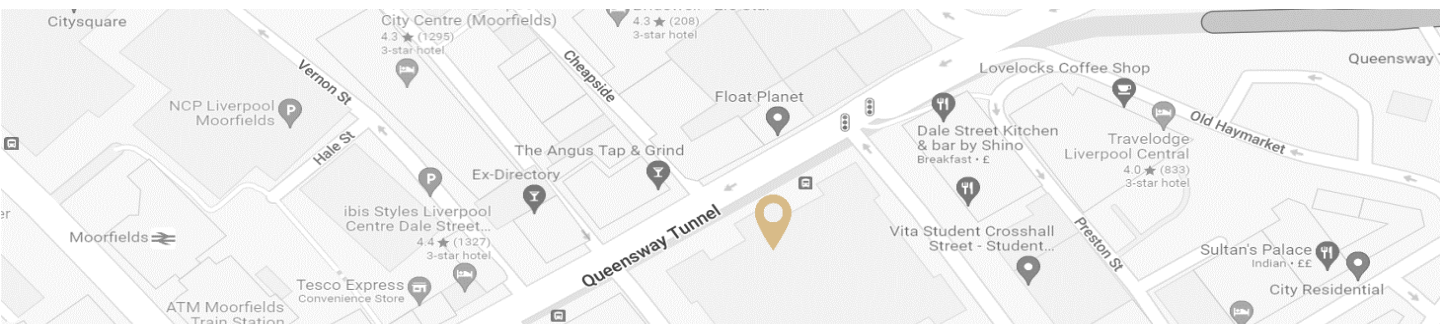 Citysquare
City Centre (Moorfields)
4.3 ★ (1295)
3-star hotel
4.3 ★ (208)
3-star hotel
Cheapside
Vernon St
NCP Liverpool
Moorfields
Hale St
Float Planet
The Angus Tap & Grind
Ex-Directory
Lovelocks Coffee Shop
Queensway
Old Haymarket
Dale Street Kitchen
& bar by Shino
Breakfast • £
Travelodge
Liverpool Central
4.0 ★ (833)
3-star hotel
ibis Styles Liverpool
Centre Dale Street...
4.4 ★ (1327)
3-star hotel
Moorfields
Queensway Tunnel
Vita Student Crosshall
Street - Student...
Preston St
Sultan's Palace
Indian • ££
City Residential
Tesco Express
Convenience Store
ATM Moorfields
Train Station